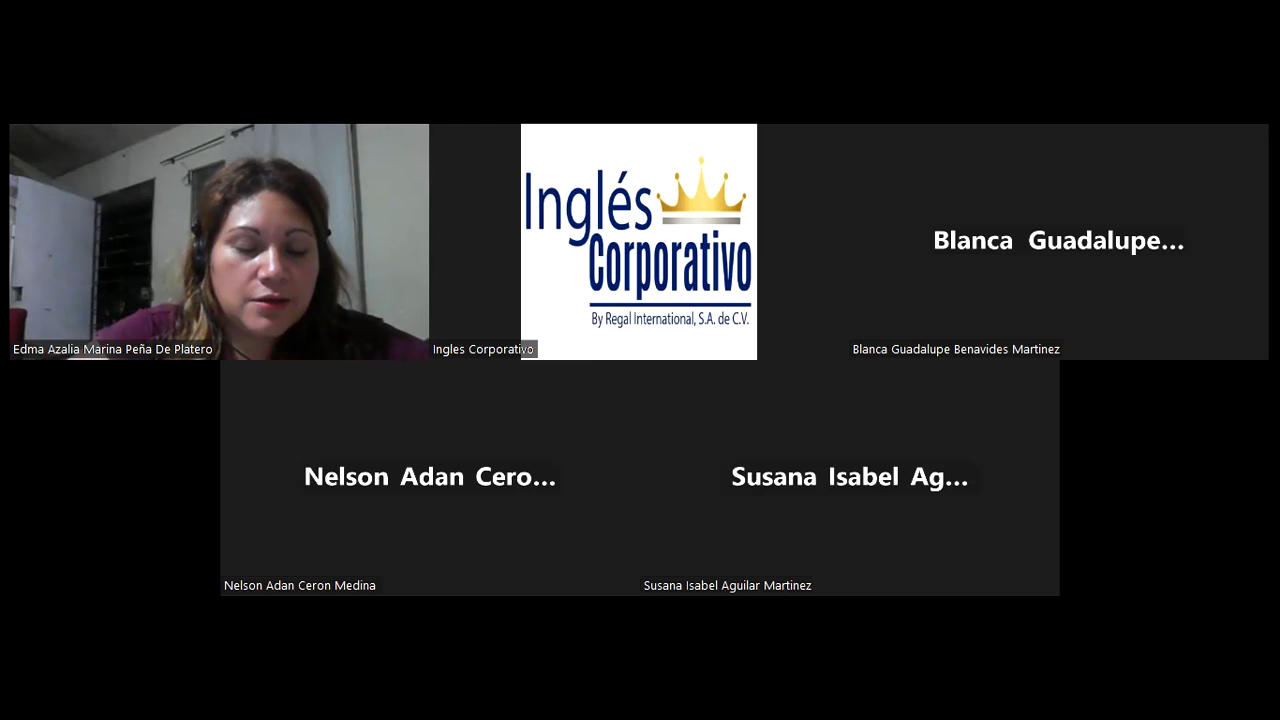 Inglés
Corporativo
By Regal International, S.A. de C.V.
Blanca Guadalupe...
Edma Azalia Marina Peña De Platero
Ingles Corporativo
Blanca Guadalupe Benavides Martinez
Nelson Adan Cero...
Susana Isabel Ag...
Nelson Adan Ceron Medina
Susana Isabel Aguilar Martinez